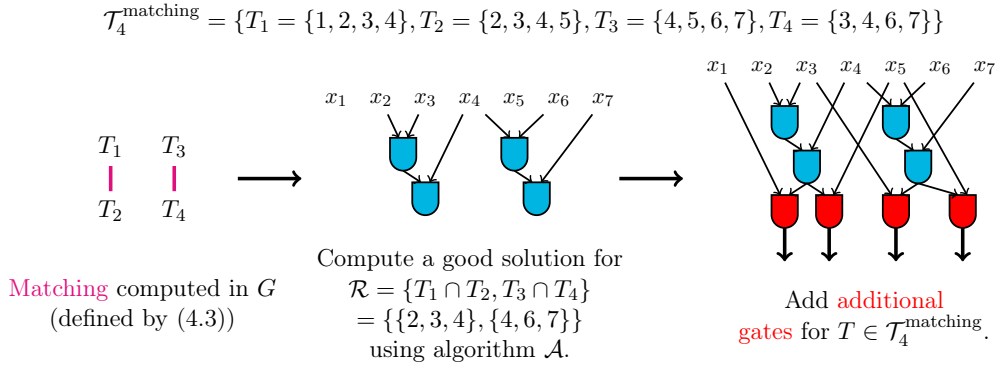 𝒯₄^matching = {T₁ = {1, 2, 3, 4}, T₂ = {2, 3, 4, 5}, T₃ = {4, 5, 6, 7}, T₄ = {3, 4, 6, 7}}
T₁ T₃
T₂ T₄
Matching computed in G
(defined by (4.3))
x₁ x₂ x₃ x₄ x₅ x₆ x₇
Compute a good solution for
ℛ = {T₁ ∩ T₂, T₃ ∩ T₄}
= {{2, 3, 4}, {4, 6, 7}}
using algorithm 𝒜.
x₁ x₂ x₃ x₄ x₅ x₆ x₇
Add additional
gates for T ∈ 𝒯₄^matching.